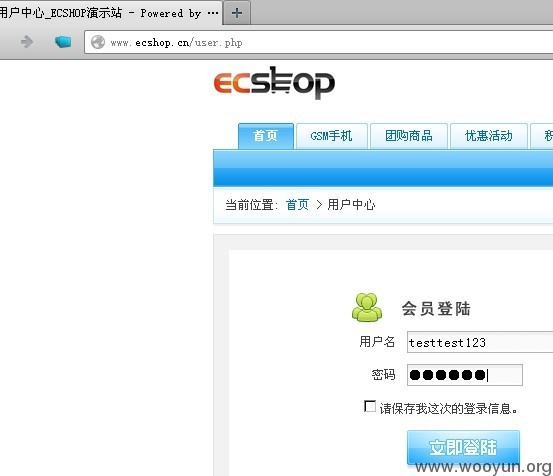 用户中心_ECSHOP演示站 - Powered by ...
www.ecshop.cn/user.php
ECSHOP
首页 GSM手机 团购商品 优惠活动
当前位置: 首页 > 用户中心
会员登陆
用户名 testtest123
密码 ●●●●●●
请保存我这次的登录信息。
立即登陆
www.wooyun.org